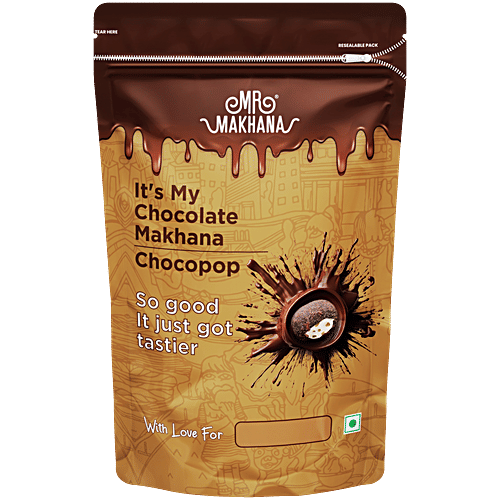 TEAR HERE
RESEALABLE PACK
MR
MAKHANA
It's My
Chocolate
Makhana
Chocopop
So good
It just got
tastier
With Love For